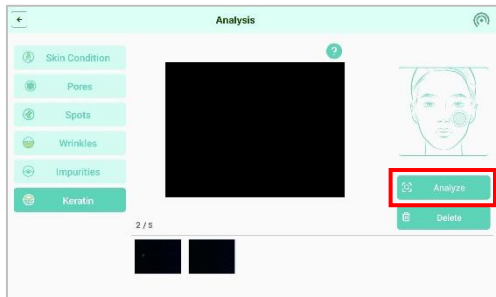 Analysis
?
Skin Condition
Pores
Spots
Wrinkles
Impurities
Keratin
2 / 5
Analyze
Delete